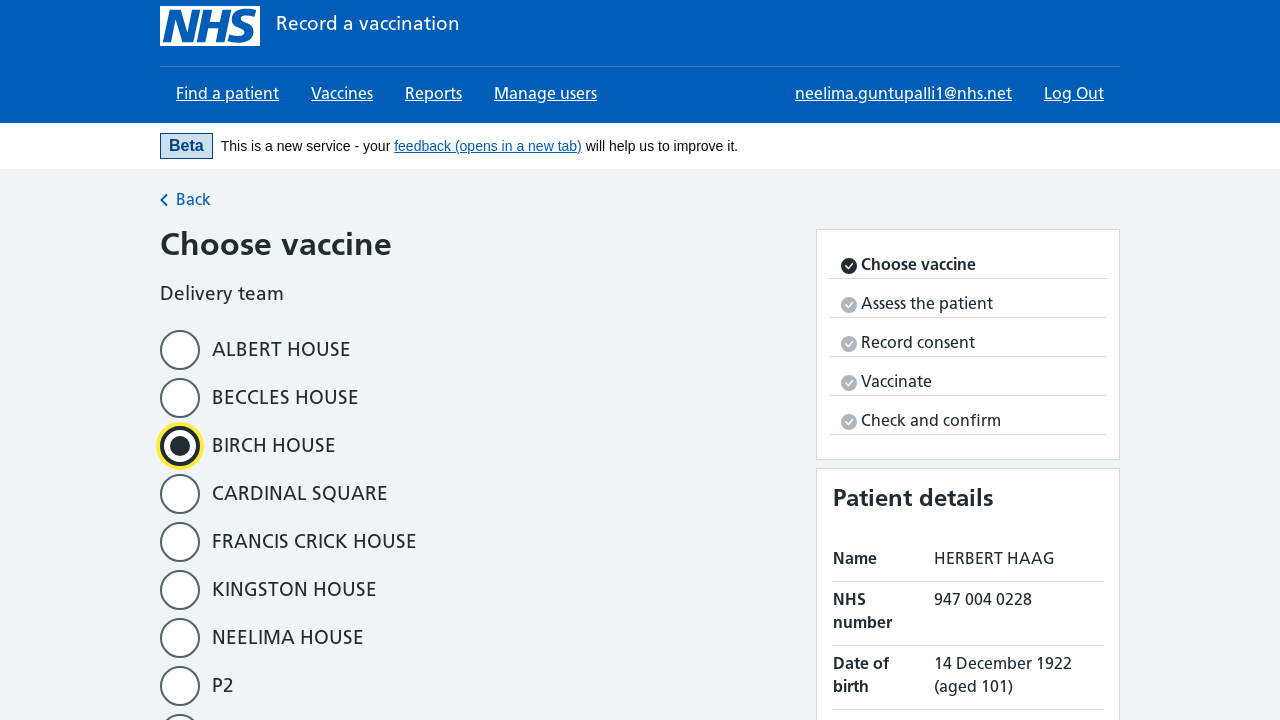 NHS Record a vaccination
Find a patient Vaccines Reports Manage users neelima.guntupalli1@nhs.net Log Out
Beta This is a new service - your feedback (opens in a new tab) will help us to improve it.
Back
Choose vaccine
Delivery team
ALBERT HOUSE
BECCLES HOUSE
BIRCH HOUSE
CARDINAL SQUARE
FRANCIS CRICK HOUSE
KINGSTON HOUSE
NEELIMA HOUSE
P2
Choose vaccine
Assess the patient
Record consent
Vaccinate
Check and confirm
Patient details
Name HERBERT HAAG
NHS number 947 004 0228
Date of birth 14 December 1922 (aged 101)